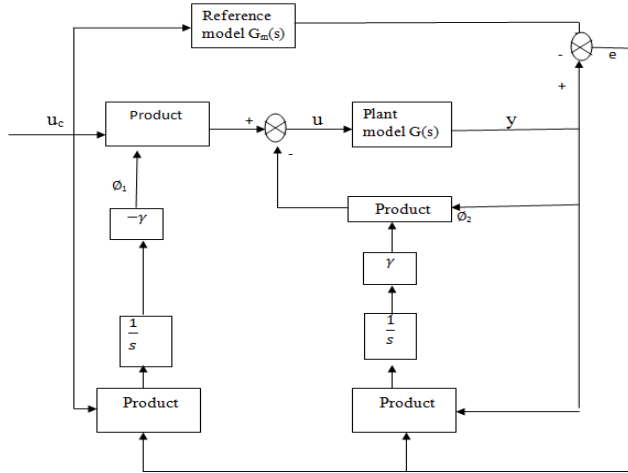 Reference
model Gm(s)
-
e
+
uc
Product
+
-
u
Plant
model G(s)
y
Ø1
Product
Ø2
−γ
γ
1
s
1
s
Product
Product